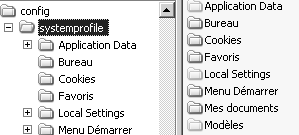 config
systemprofile
Application Data
Bureau
Cookies
Favoris
Local Settings
Menu Démarrer
Application Data
Bureau
Cookies
Favoris
Local Settings
Menu Démarrer
Mes documents
Modèles